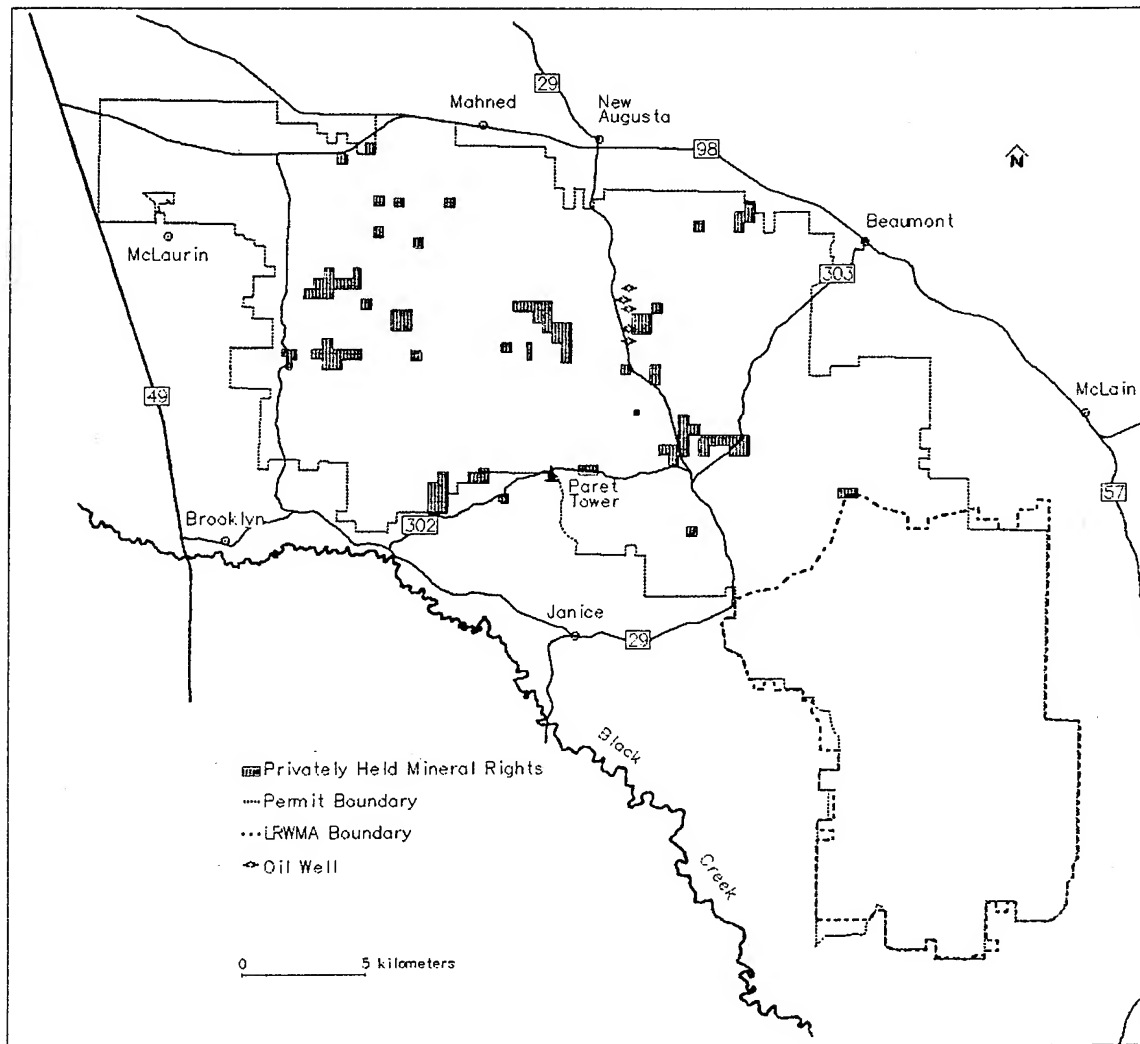 29
Mahned
New
Augusta
98
N
McLaurin
Beaumont
303
49
McLain
Paret
Tower
57
Brooklyn
302
Janice
29
Black
Creek
Privately Held Mineral Rights
Permit Boundary
LRWMA Boundary
Oil Well
0 5 kilometers